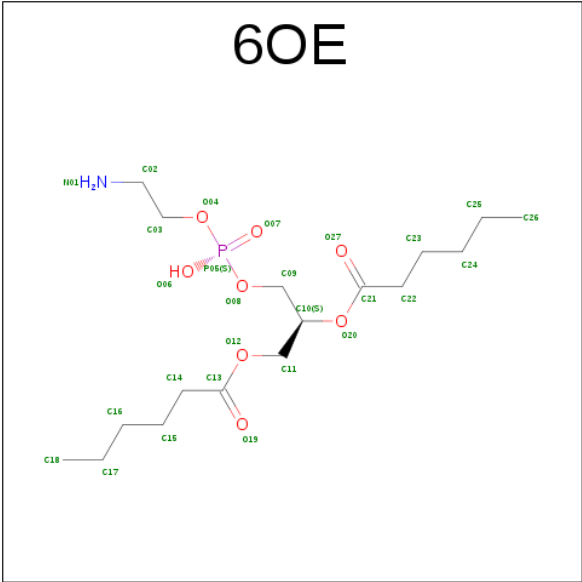 6OE
C02
N01 H2N
O04
C03
O07
P
P05(S)
HO
O06
O
O08
C09
C10(S)
O27
C23
C25
C26
C24
C21
C22
O20
O12
C11
C14
C13
O19
C16
C15
C18
C17